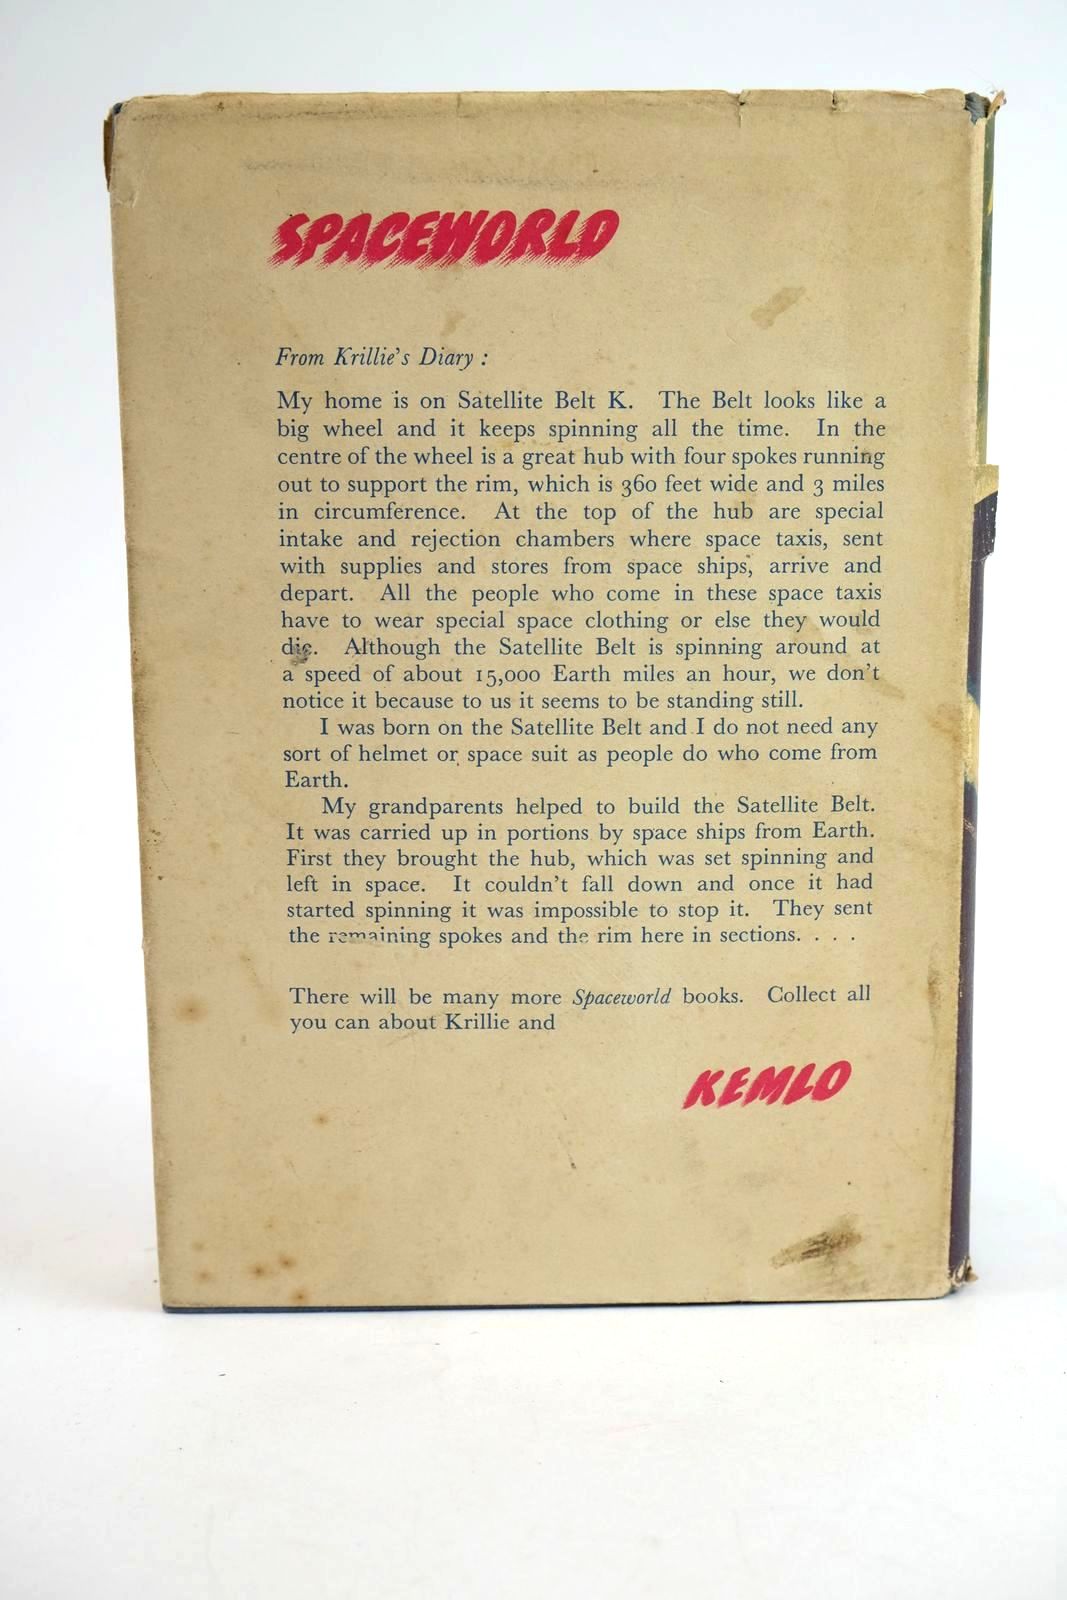 SPACEWORLD
From Krillie's Diary :
My home is on Satellite Belt K. The Belt looks like a
big wheel and it keeps spinning all the time. In the
centre of the wheel is a great hub with four spokes running
out to support the rim, which is 360 feet wide and 3 miles
in circumference. At the top of the hub are special
intake and rejection chambers where space taxis, sent
with supplies and stores from space ships, arrive and
depart. All the people who come in these space taxis
have to wear special space clothing or else they would
die. Although the Satellite Belt is spinning around at
a speed of about 15,000 Earth miles an hour, we don't
notice it because to us it seems to be standing still.
I was born on the Satellite Belt and I do not need any
sort of helmet or space suit as people do who come from
Earth.
My grandparents helped to build the Satellite Belt.
It was carried up in portions by space ships from Earth.
First they brought the hub, which was set spinning and
left in space. It couldn't fall down and once it had
started spinning it was impossible to stop it. They sent
the remaining spokes and the rim here in sections. . . .
There will be many more Spaceworld books. Collect all
you can about Krillie and
KEMLO